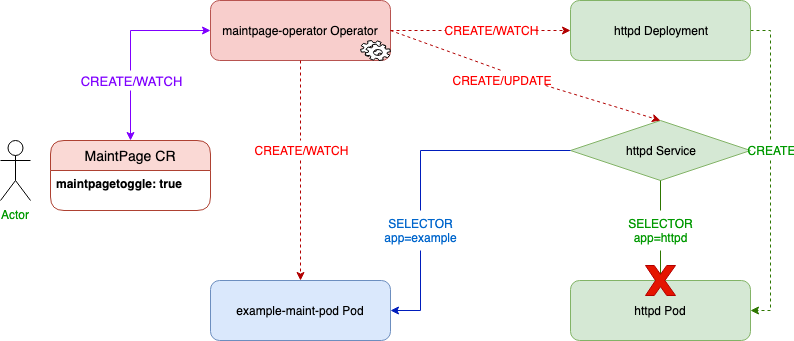 maintpage-operator Operator
CREATE/WATCH
httpd Deployment
CREATE/WATCH
CREATE/UPDATE
MaintPage CR
maintpagetoggle: true
Actor
CREATE/WATCH
httpd Service
CREATE
SELECTOR
app=example
SELECTOR
app=httpd
example-maint-pod Pod
httpd Pod